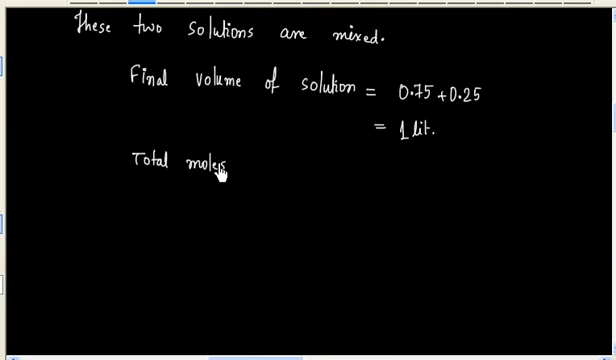 These two solutions are mixed.
Final volume of solution = 0.75 + 0.25
= 1 lit.
Total moles